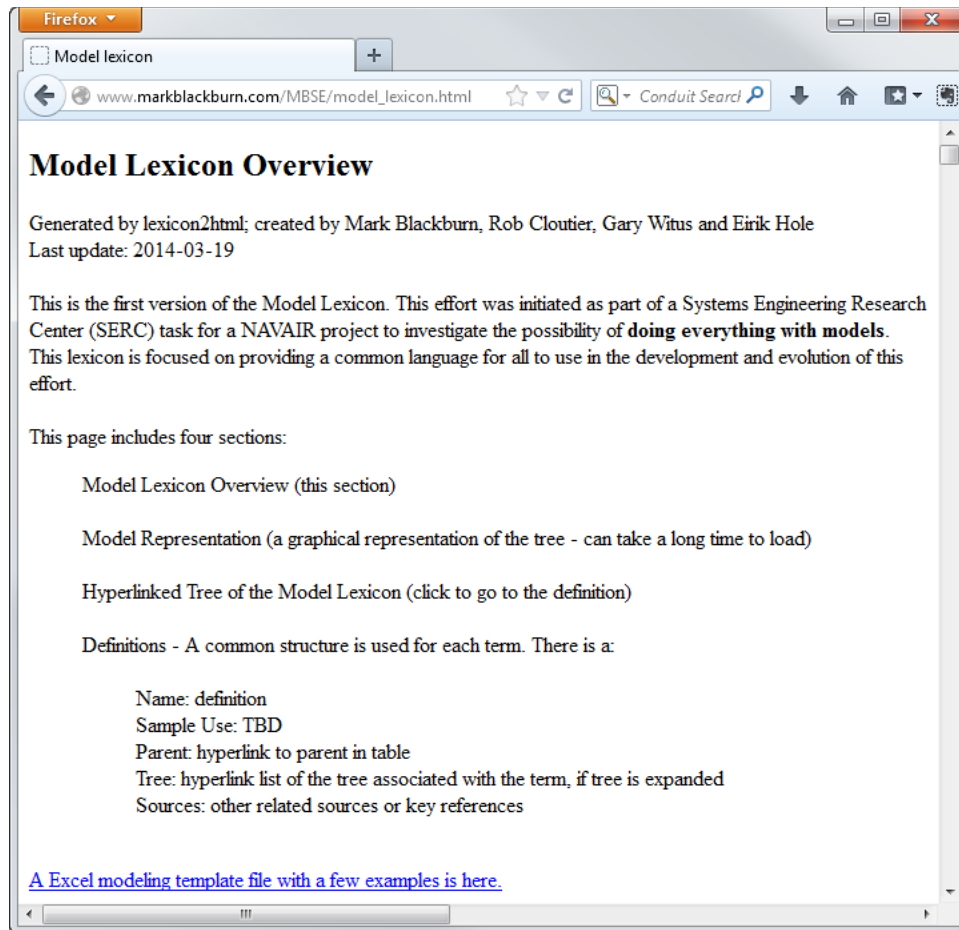 Firefox
Model lexicon
www.markblackburn.com/MBSE/model_lexicon.html
Conduit Search
Model Lexicon Overview
Generated by lexicon2html; created by Mark Blackburn, Rob Cloutier, Gary Witus and Eirik Hole
Last update: 2014-03-19
This is the first version of the Model Lexicon. This effort was initiated as part of a Systems Engineering Research
Center (SERC) task for a NAVAIR project to investigate the possibility of doing everything with models.
This lexicon is focused on providing a common language for all to use in the development and evolution of this
effort.
This page includes four sections:
Model Lexicon Overview (this section)
Model Representation (a graphical representation of the tree - can take a long time to load)
Hyperlinked Tree of the Model Lexicon (click to go to the definition)
Definitions - A common structure is used for each term. There is a:
Name: definition
Sample Use: TBD
Parent: hyperlink to parent in table
Tree: hyperlink list of the tree associated with the term, if tree is expanded
Sources: other related sources or key references
A Excel modeling template file with a few examples is here.